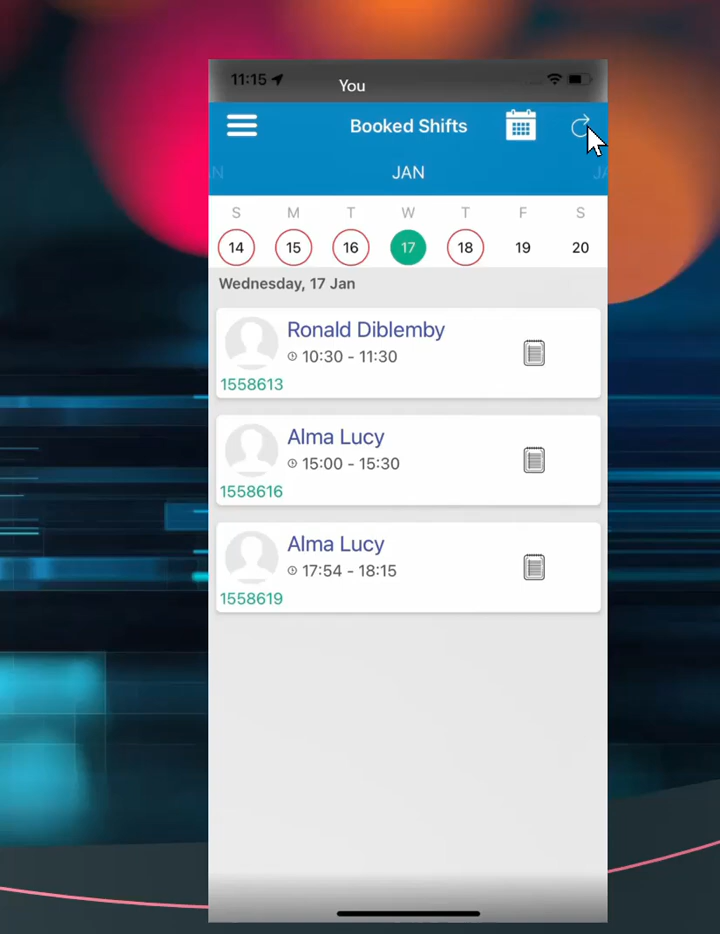 11:15
You
Booked Shifts
JAN
S M T W T F S
14 15 16 17 18 19 20
Wednesday, 17 Jan
Ronald Diblemby
10:30 - 11:30
1558613
Alma Lucy
15:00 - 15:30
1558616
Alma Lucy
17:54 - 18:15
1558619